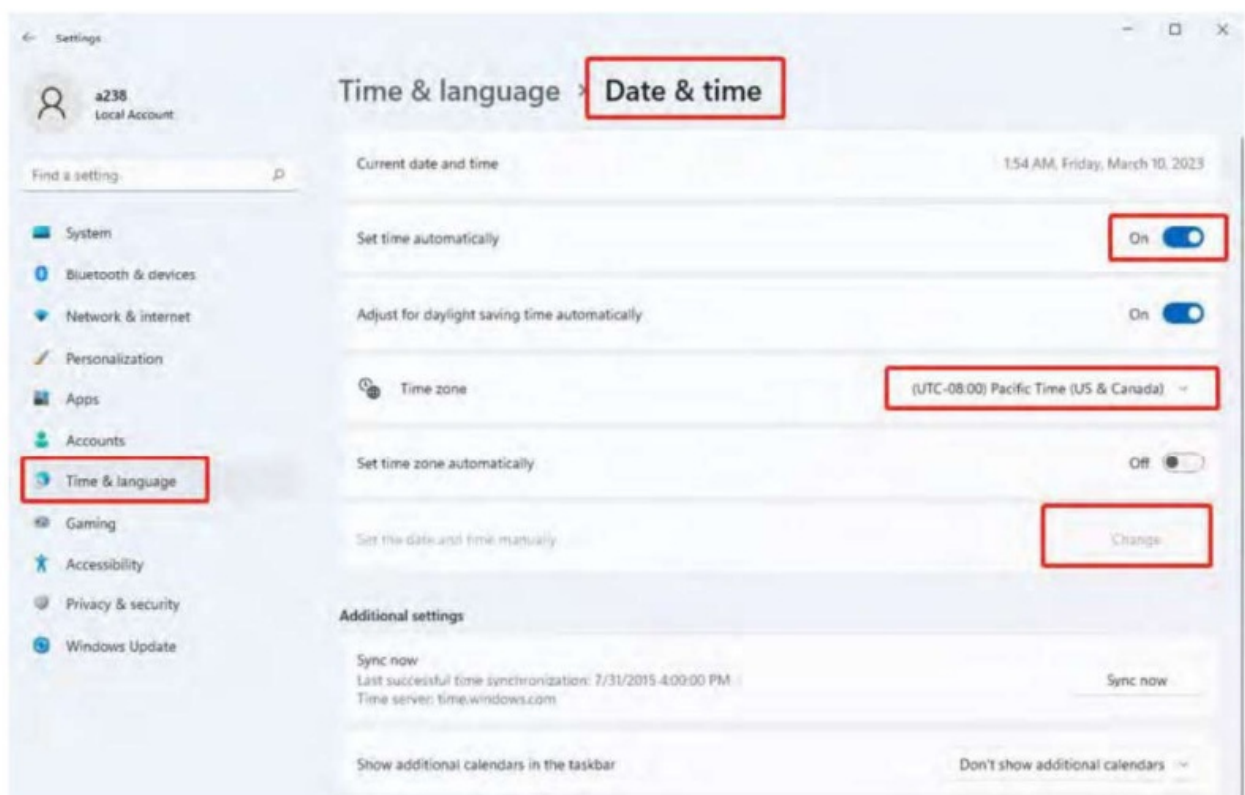 Settings
a238
Local Account
Find a setting
System
Bluetooth & devices
Network & internet
Personalization
Apps
Accounts
Time & language
Gaming
Accessibility
Privacy & security
Windows Update
Time & language > Date & time
Current date and time 1:54 AM, Friday, March 10, 2023
Set time automatically On
Adjust for daylight saving time automatically On
Time zone (UTC-08:00) Pacific Time (US & Canada)
Set time zone automatically Off
Set the date and time manually Change
Additional settings
Sync now
Last successful time synchronization: 7/31/2015 4:00:00 PM
Time server: time.windows.com
Sync now
Show additional calendars in the taskbar Don't show additional calendars